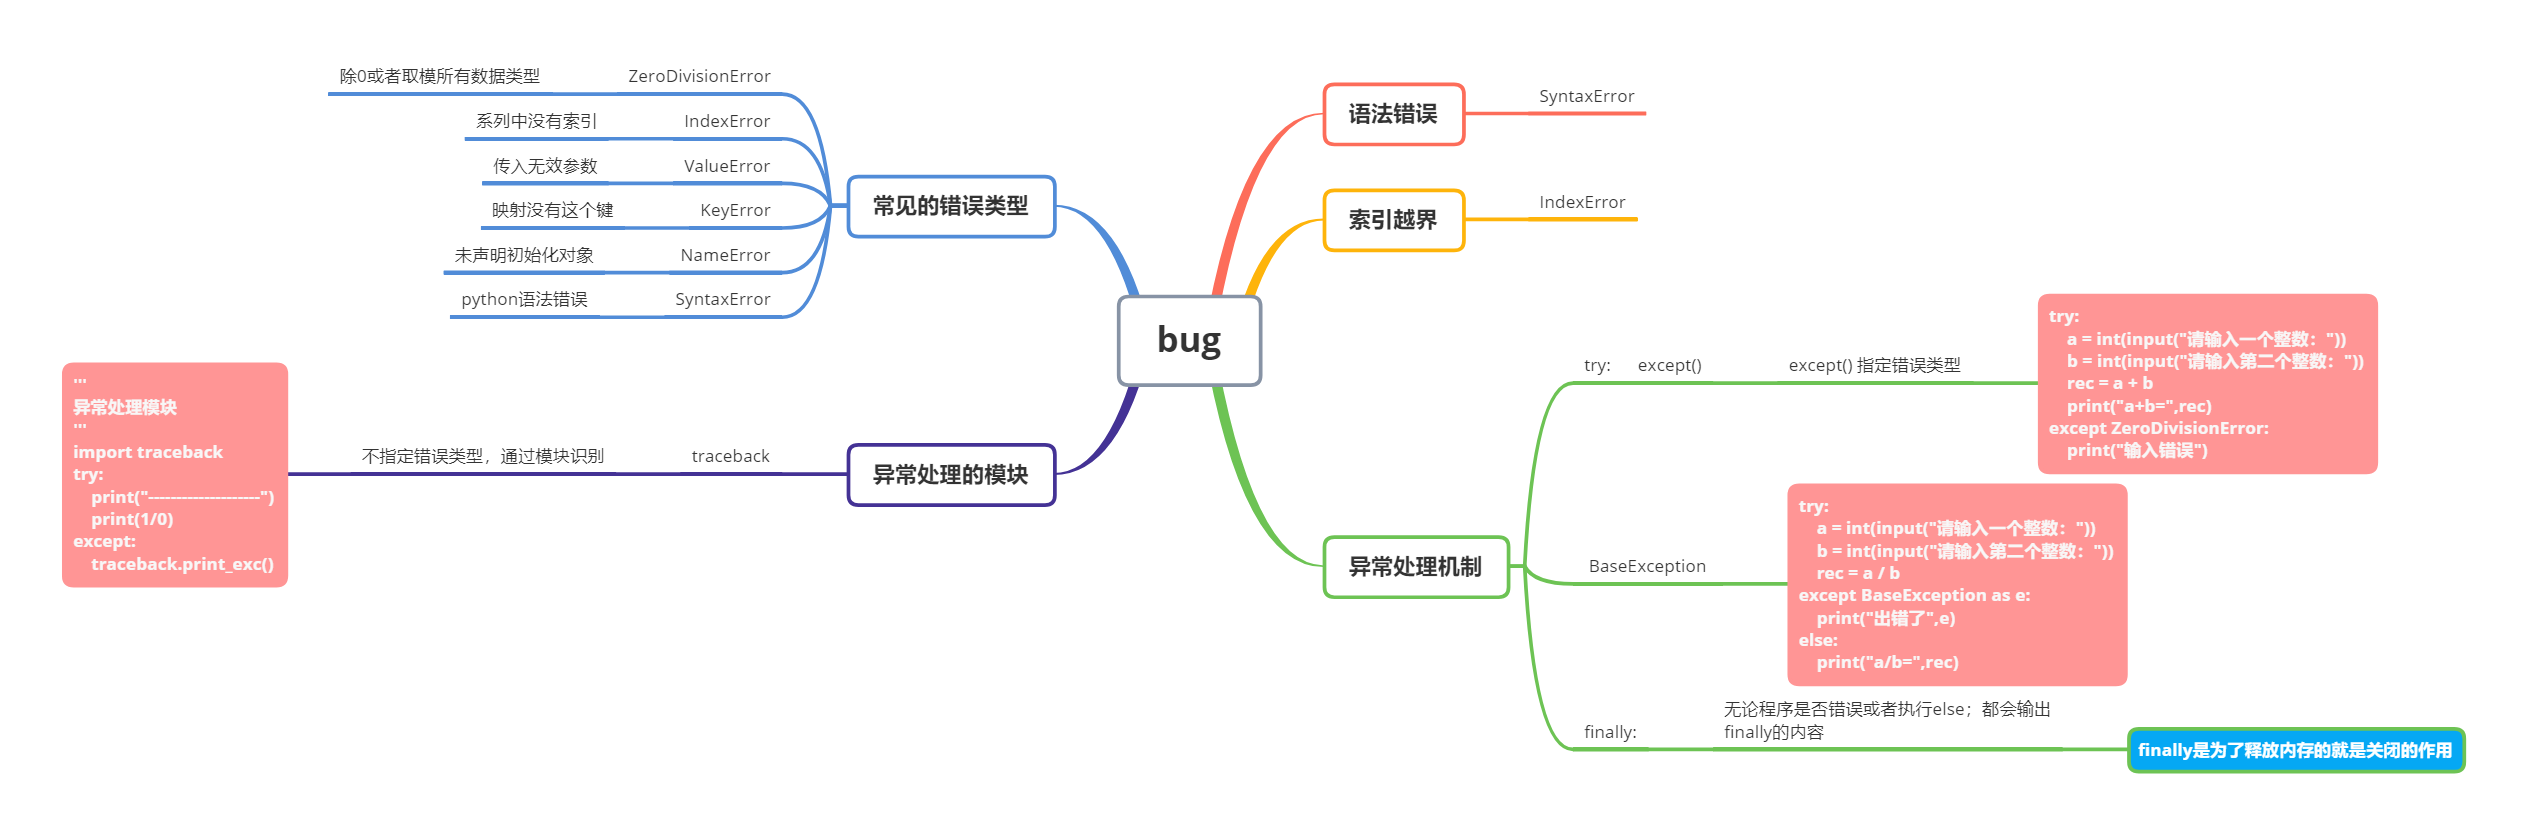 bug
语法错误
SyntaxError
索引越界
IndexError
异常处理机制
try:      except()
except() 指定错误类型
try:
    a = int(input("请输入一个整数："))
    b = int(input("请输入第二个整数："))
    rec = a + b
    print("a+b=",rec)
except ZeroDivisionError:
    print("输入错误")
BaseException
try:
    a = int(input("请输入一个整数："))
    b = int(input("请输入第二个整数："))
    rec = a / b
except BaseException as e:
    print("出错了",e)
else:
    print("a/b=",rec)
finally:
无论程序是否错误或者执行else；都会输出
finally的内容
finally是为了释放内存的就是关闭的作用
常见的错误类型
ZeroDivisionError
除0或者取模所有数据类型
IndexError
系列中没有索引
ValueError
传入无效参数
KeyError
映射没有这个键
NameError
未声明初始化对象
SyntaxError
python语法错误
异常处理的模块
traceback
不指定错误类型，通过模块识别
'''
异常处理模块
'''
import traceback
try:
    print("--------------------")
    print(1/0)
except:
    traceback.print_exc()